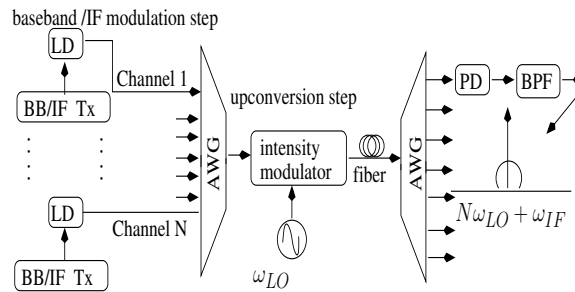 baseband /IF modulation step
LD
Channel 1
BB/IF Tx
upconversion step
AWG
intensity
modulator
fiber
AWG
PD
BPF
LD
Channel N
BB/IF Tx
ω_LO
Nω_LO + ω_IF